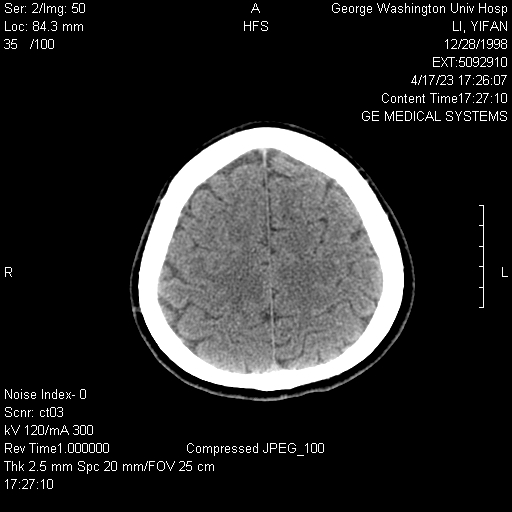 Ser: 2/Img: 50
Loc: 84.3 mm
35 /100
A
HFS
George Washington Univ Hosp
LI, YIFAN
12/28/1998
EXT:5092910
4/17/23 17:26:07
Content Time17:27:10
GE MEDICAL SYSTEMS
R
L
Noise Index- 0
Scnr: ct03
kV 120/mA 300
Rev Time1.000000
Compressed JPEG_100
Thk 2.5 mm Spc 20 mm/FOV 25 cm
17:27:10